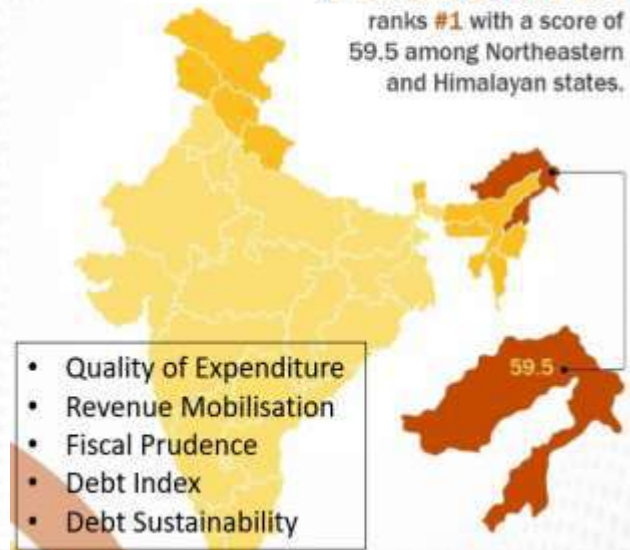 ranks #1 with a score of
59.5 among Northeastern
and Himalayan states.
59.5
• Quality of Expenditure
• Revenue Mobilisation
• Fiscal Prudence
• Debt Index
• Debt Sustainability